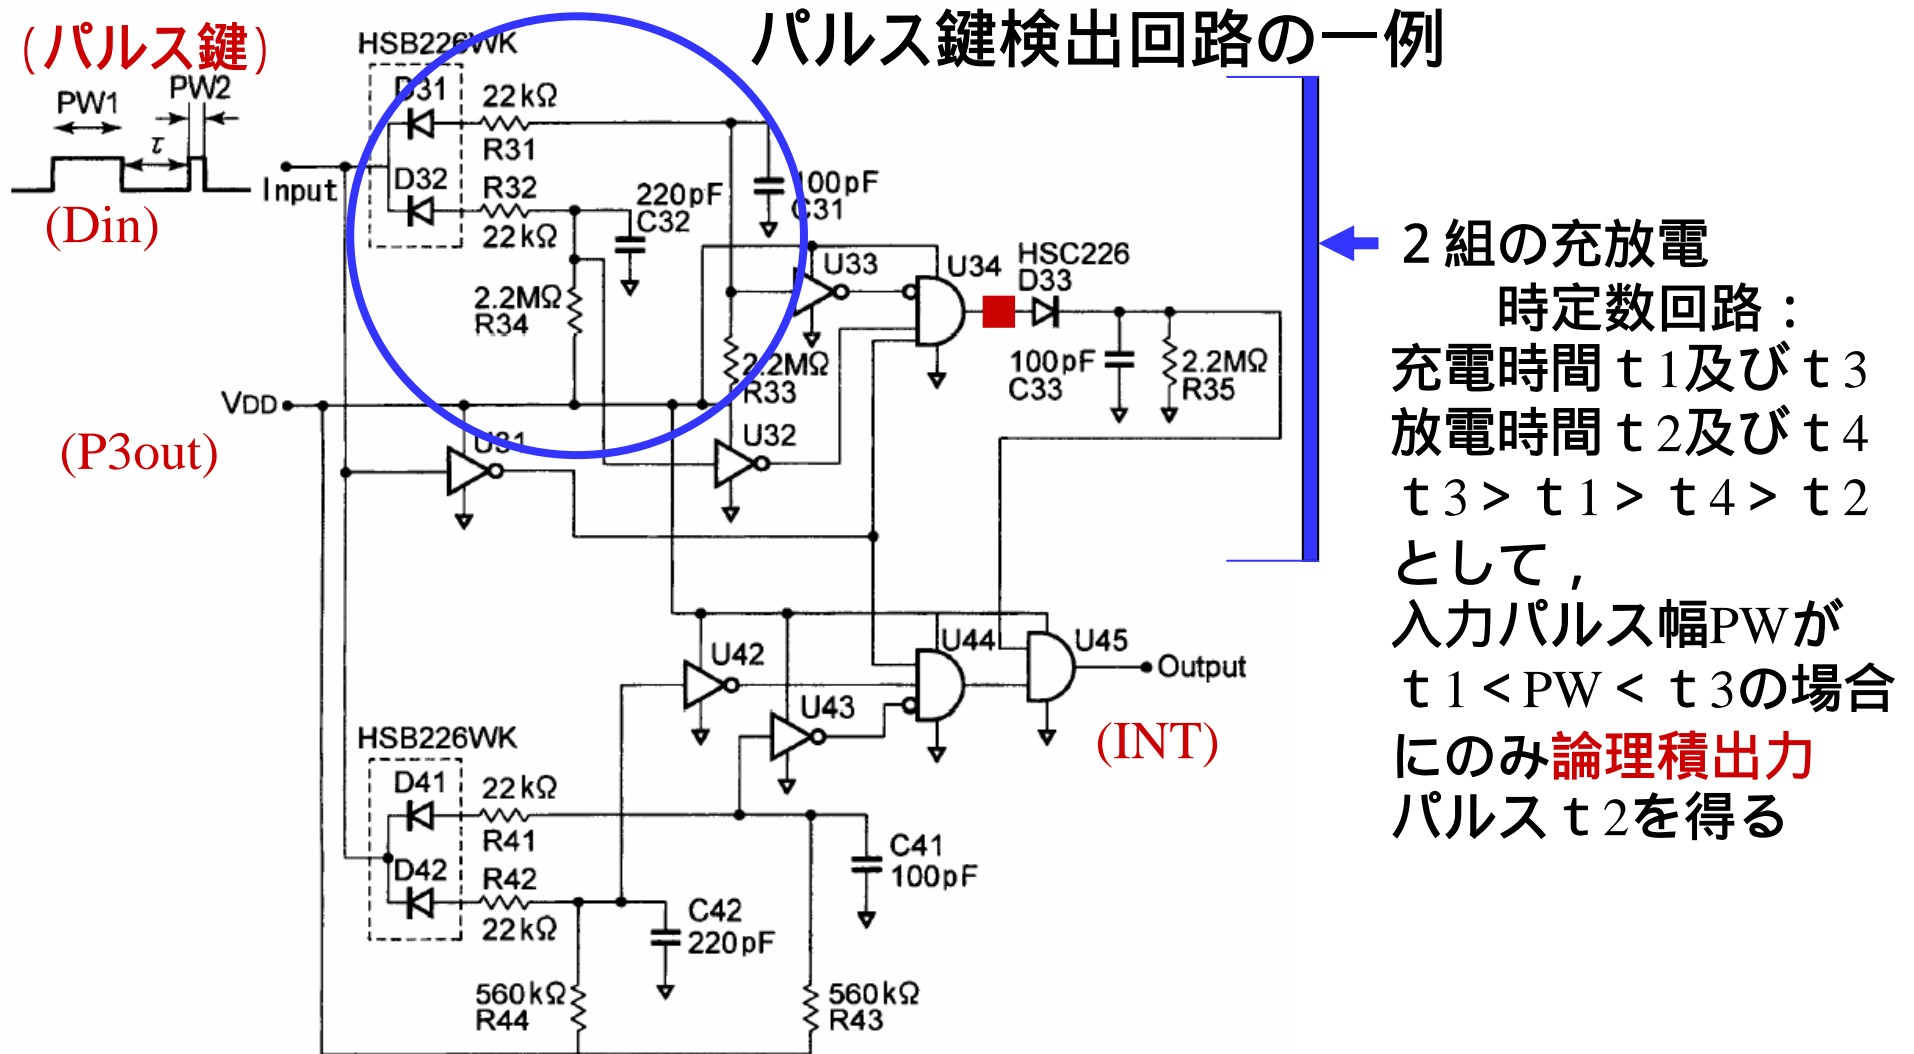 パルス鍵検出回路の一例
(パルス鍵)
PW1
PW2
τ
Input
(Din)
HSB226WK
D31
22kΩ
R31
D32
R32
22kΩ
220pF
C32
100pF
C31
2.2MΩ
R34
U33
U34
HSC226
D33
2.2MΩ
R33
100pF
C33
2.2MΩ
R35
VDD
(P3out)
U31
U32
U42
U43
U44
U45
Output
(INT)
HSB226WK
D41
22kΩ
R41
D42
R42
22kΩ
C41
100pF
C42
220pF
560kΩ
R44
560kΩ
R43
2組の充放電
時定数回路：
充電時間ｔ1及びｔ3
放電時間ｔ2及びｔ4
ｔ3＞ｔ1＞ｔ4＞ｔ2
として，
入力パルス幅PWが
ｔ1＜PW＜ｔ3の場合
にのみ論理積出力
パルスｔ2を得る